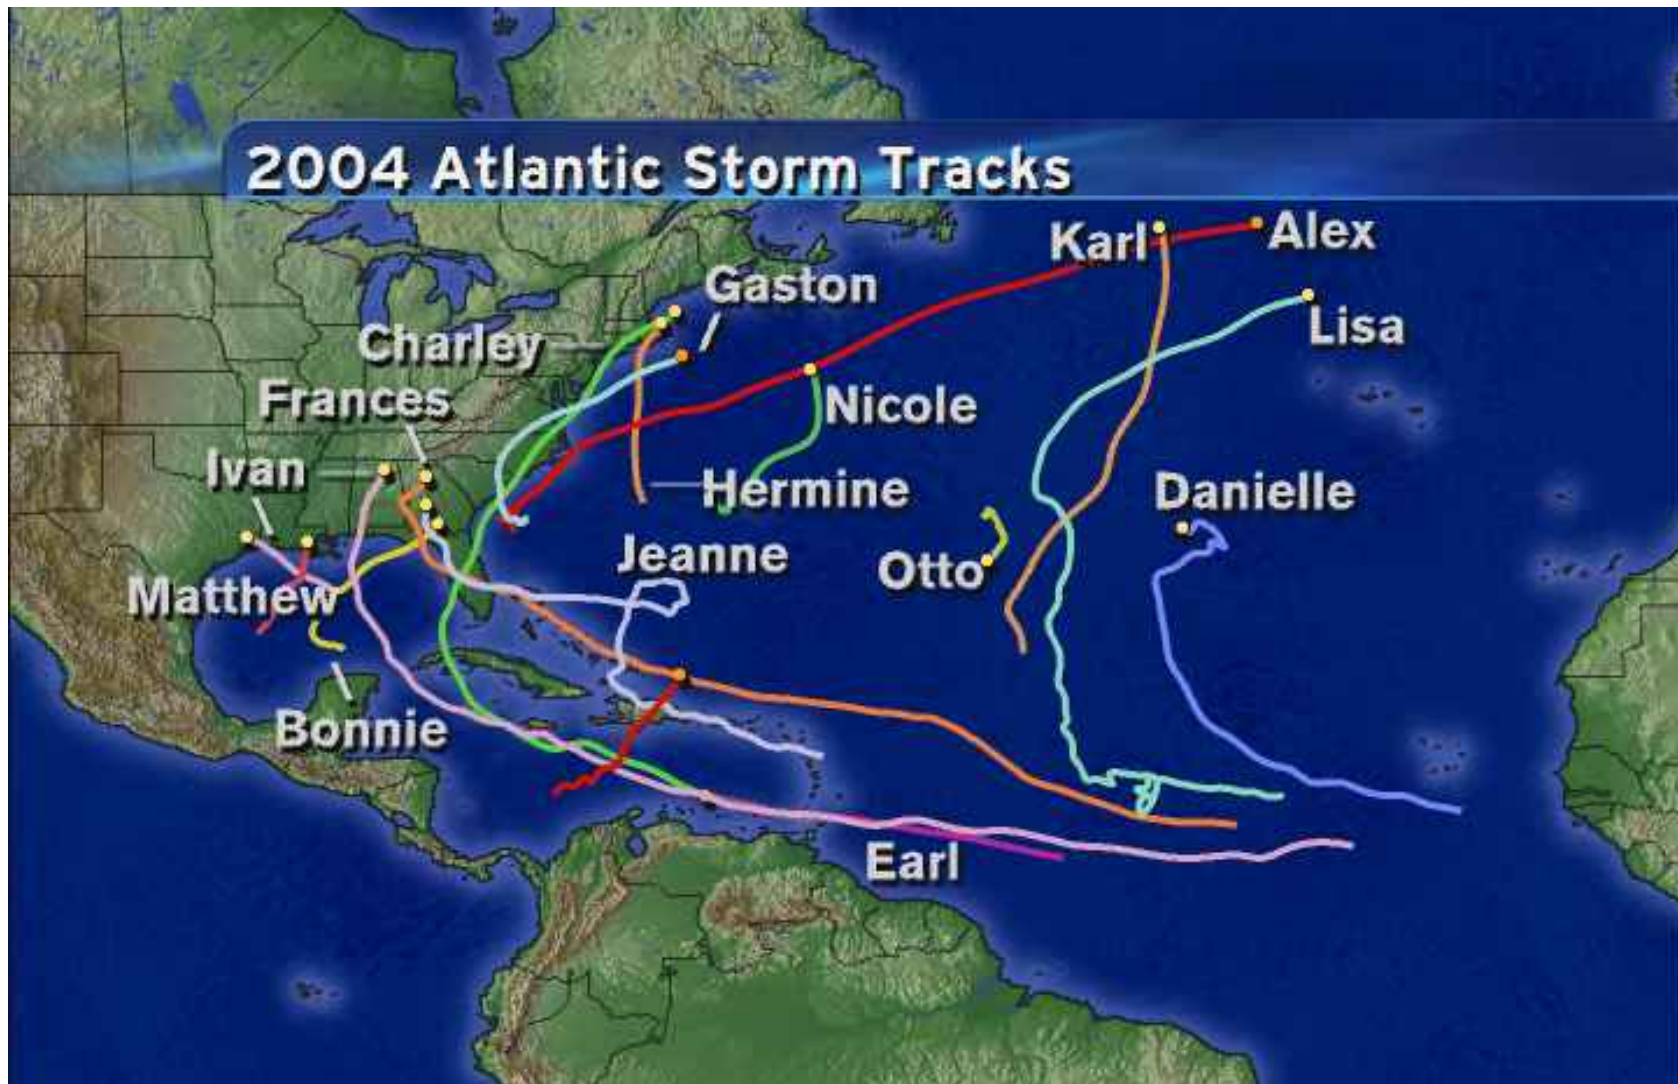 2004 Atlantic Storm Tracks
Karl
Alex
Gaston
Lisa
Charley
Frances
Nicole
Ivan
Hermine
Danielle
Jeanne
Otto
Matthew
Bonnie
Earl